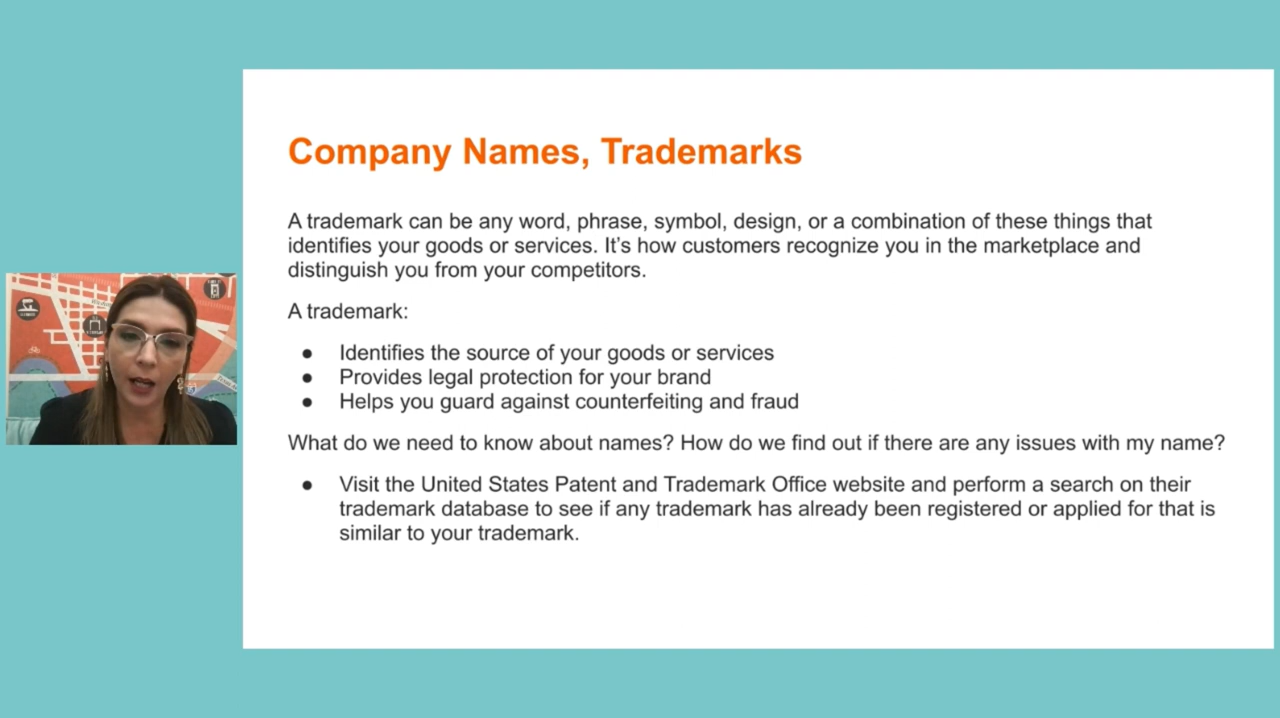 Company Names, Trademarks
A trademark can be any word, phrase, symbol, design, or a combination of these things that
identifies your goods or services. It’s how customers recognize you in the marketplace and
distinguish you from your competitors.
A trademark:
● Identifies the source of your goods or services
● Provides legal protection for your brand
● Helps you guard against counterfeiting and fraud
What do we need to know about names? How do we find out if there are any issues with my name?
● Visit the United States Patent and Trademark Office website and perform a search on their
trademark database to see if any trademark has already been registered or applied for that is
similar to your trademark.